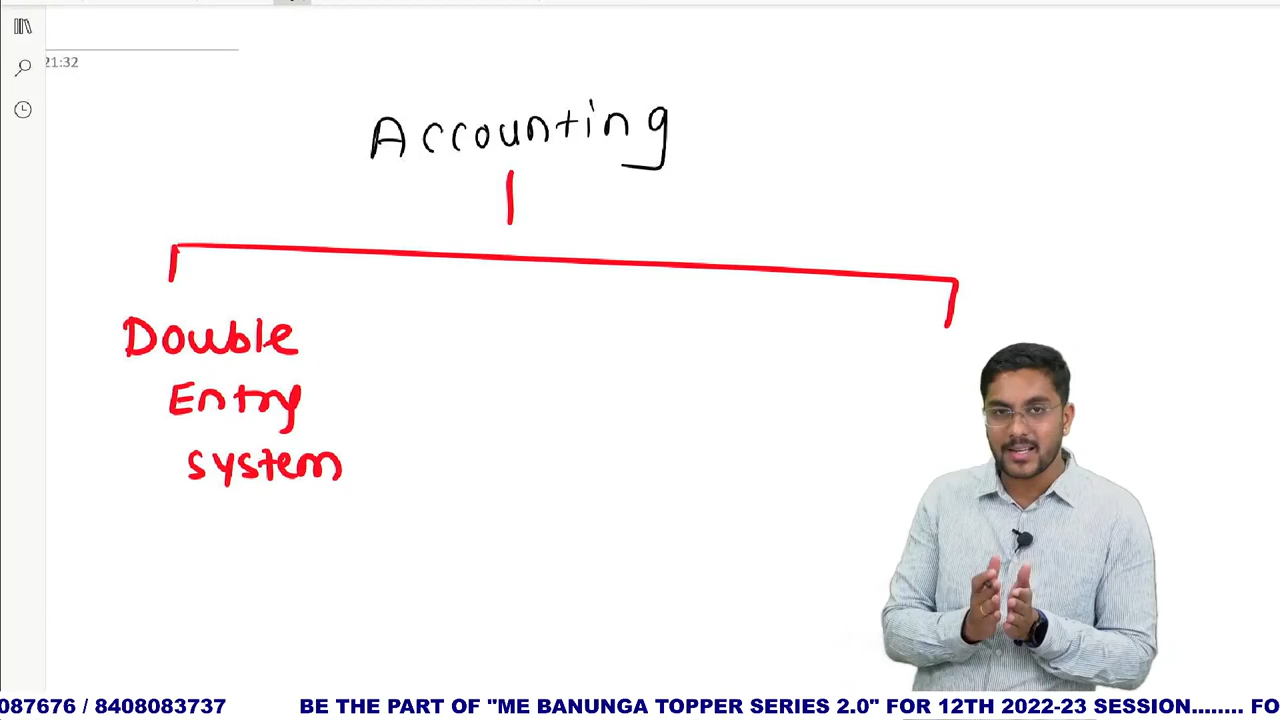 21:32
Accounting
Double
Entry
system
087676 / 8408083737 BE THE PART OF "ME BANUNGA TOPPER SERIES 2.0" FOR 12TH 2022-23 SESSION........ FO